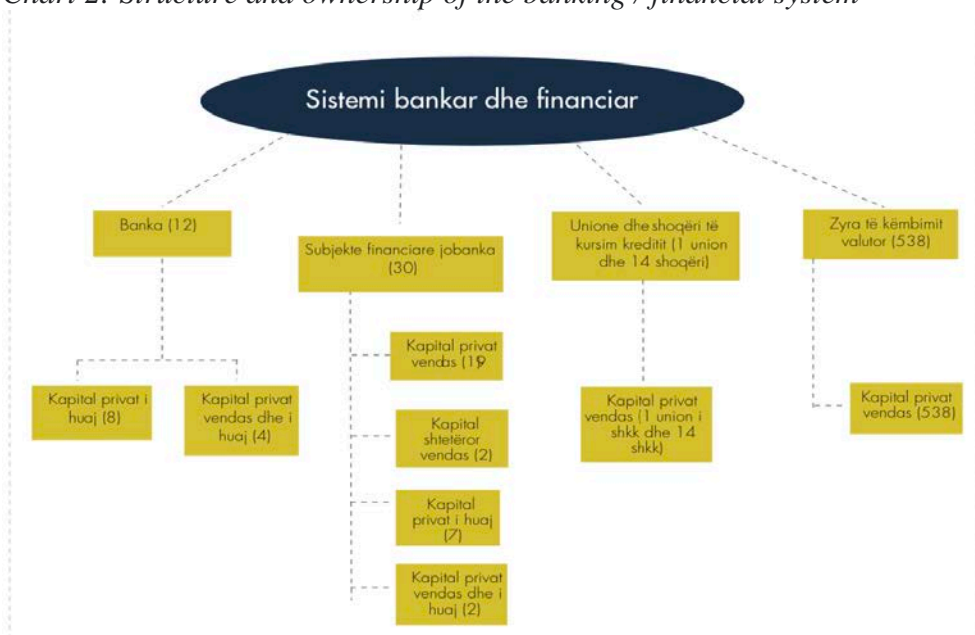 Chart 2: Structure and ownership of the banking / financial system
Sistemi bankar dhe financiar
Banka (12)
Subjekte financiare jobanka
(30)
Unione dhe shoqëri të
kursim kreditit (1 union
dhe 14 shoqëri)
Zyra të këmbimit
valutor (538)
Kapital privat i
huaj (8)
Kapital privat
vendas dhe i
huaj (4)
Kapital privat
vendas (19)
Kapital
shtetëror
vendas (2)
Kapital
privat i huaj
(7)
Kapital privat
vendas dhe i
huaj (2)
Kapital privat
vendas (1 union i
shkk dhe 14
shkk)
Kapital privat
vendas (538)